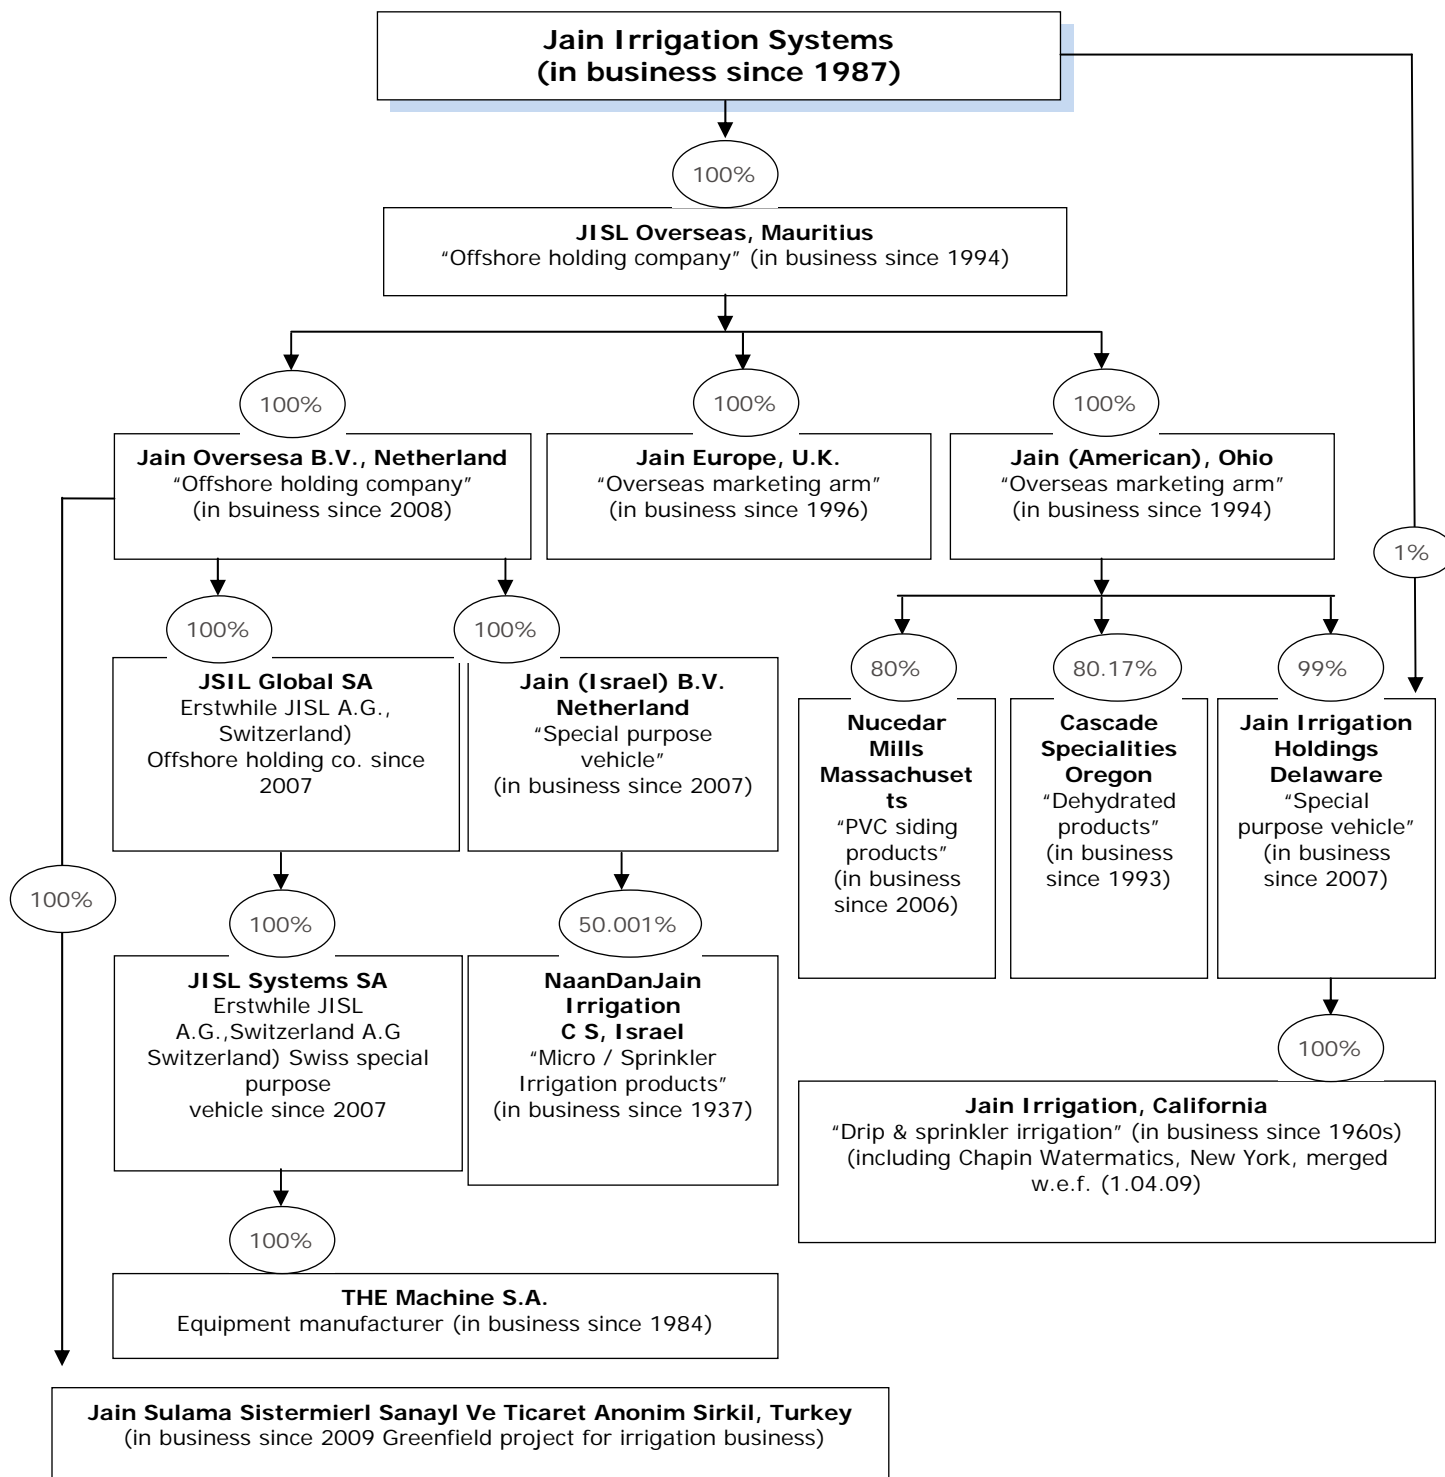 Jain Irrigation Systems
(in business since 1987)
100%
JISL Overseas, Mauritius
“Offshore holding company” (in business since 1994)
100%
100%
100%
Jain Oversesa B.V., Netherland
“Offshore holding company”
(in bsuiness since 2008)
Jain Europe, U.K.
“Overseas marketing arm”
(in business since 1996)
Jain (American), Ohio
“Overseas marketing arm”
(in business since 1994)
1%
100%
100%
80%
80.17%
99%
JSIL Global SA
Erstwhile JISL A.G.,
Switzerland)
Offshore holding co. since
2007
Jain (Israel) B.V.
Netherland
“Special purpose
vehicle”
(in business since 2007)
Nucedar
Mills
Massachuset
ts
“PVC siding
products”
(in business
since 2006)
Cascade
Specialities
Oregon
“Dehydrated
products”
(in business
since 1993)
Jain Irrigation
Holdings
Delaware
“Special
purpose vehicle”
(in business
since 2007)
100%
100%
50.001%
JISL Systems SA
Erstwhile JISL
A.G.,Switzerland A.G
Switzerland) Swiss special
purpose
vehicle since 2007
NaanDanJain
Irrigation
C S, Israel
“Micro / Sprinkler
Irrigation products”
(in business since 1937)
100%
Jain Irrigation, California
“Drip & sprinkler irrigation” (in business since 1960s)
(including Chapin Watermatics, New York, merged
w.e.f. (1.04.09)
100%
THE Machine S.A.
Equipment manufacturer (in business since 1984)
Jain Sulama Sistermierl Sanayl Ve Ticaret Anonim Sirkil, Turkey
(in business since 2009 Greenfield project for irrigation business)